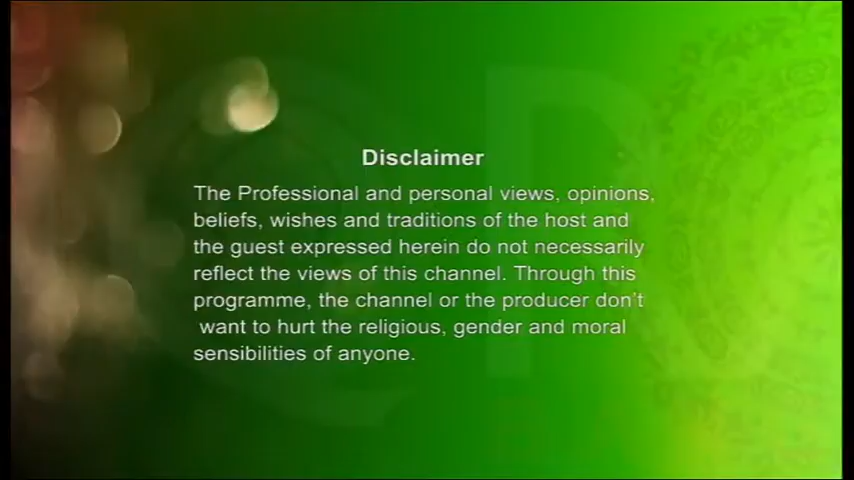 Disclaimer
The Professional and personal views, opinions,
beliefs, wishes and traditions of the host and
the guest expressed herein do not necessarily
reflect the views of this channel. Through this
programme, the channel or the producer don't
want to hurt the religious, gender and moral
sensibilities of anyone.